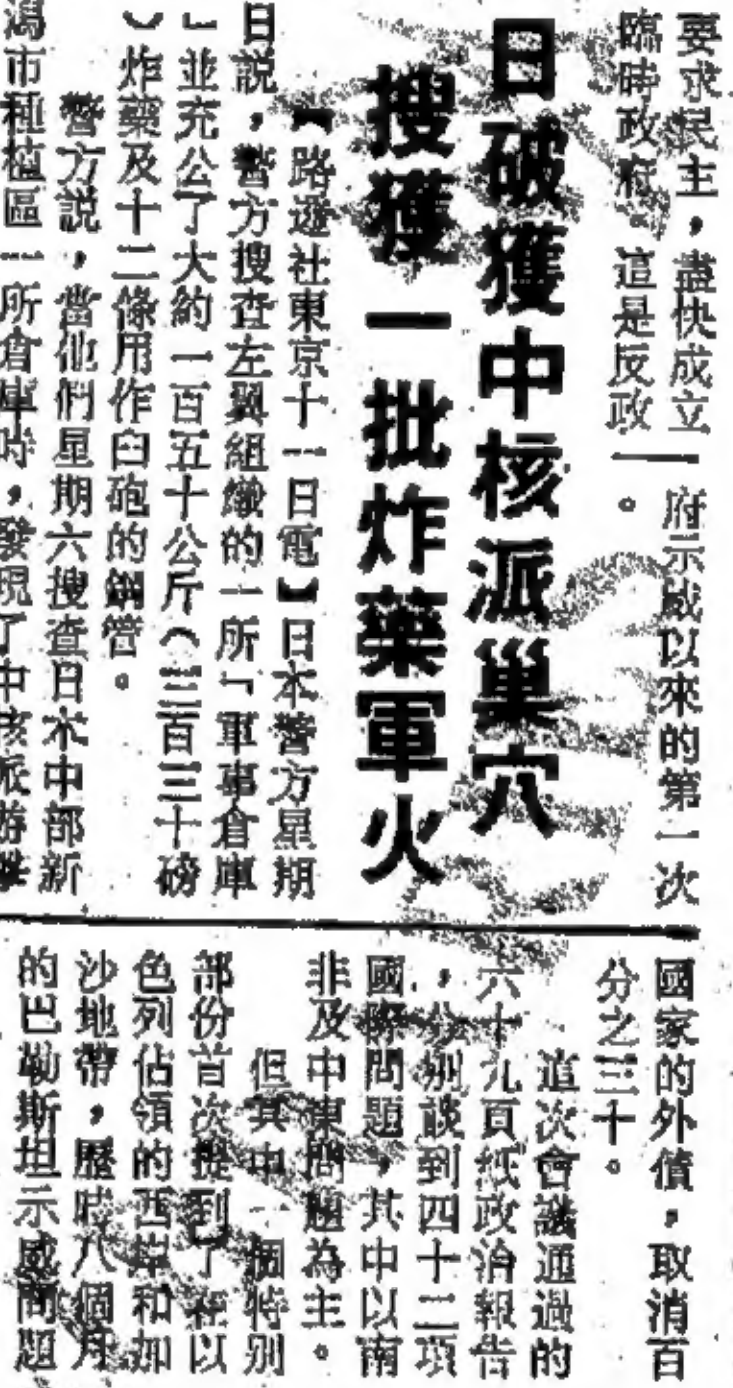 要求民主，盡快成立
臨時政府。這是反政
府示威以來的第一次
。
日破獲中核派巢穴
搜獲一批炸藥軍火
【路透社東京十一日電】日本警方星期
日說，警方搜查左翼組織的一所「軍事倉庫
」並充公了大約一百五十公斤（三百三十磅
）炸藥及十二條用作臼砲的鋼管。
警方說，當他們星期六搜查日本中部新
潟市種植區一所倉庫時，發現了中核派游擊
國家的外債，取消百
分之三十。
這次會議通過的
六十九頁紙政治報告
，分別談到四十二項
國際問題，其中以南
非及中東問題為主。
但其中一個特別
部份首次提到了在以
色列佔領的西岸和加
沙地帶，歷時八個月
的巴勒斯坦示威問題